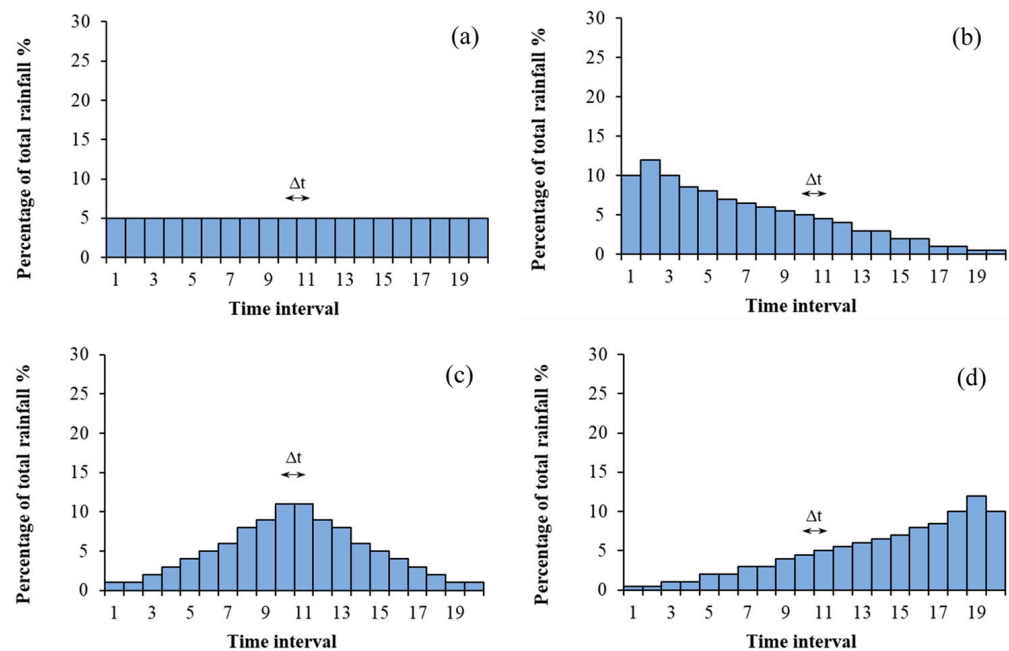 (a)
Percentage of total rainfall %
30
25
20
15
10
5
0
Δt
1 3 5 7 9 11 13 15 17 19
Time interval
(b)
Percentage of total rainfall %
30
25
20
15
10
5
0
Δt
1 3 5 7 9 11 13 15 17 19
Time interval
(c)
Percentage of total rainfall %
30
25
20
15
10
5
0
Δt
1 3 5 7 9 11 13 15 17 19
Time interval
(d)
Percentage of total rainfall %
30
25
20
15
10
5
0
Δt
1 3 5 7 9 11 13 15 17 19
Time interval